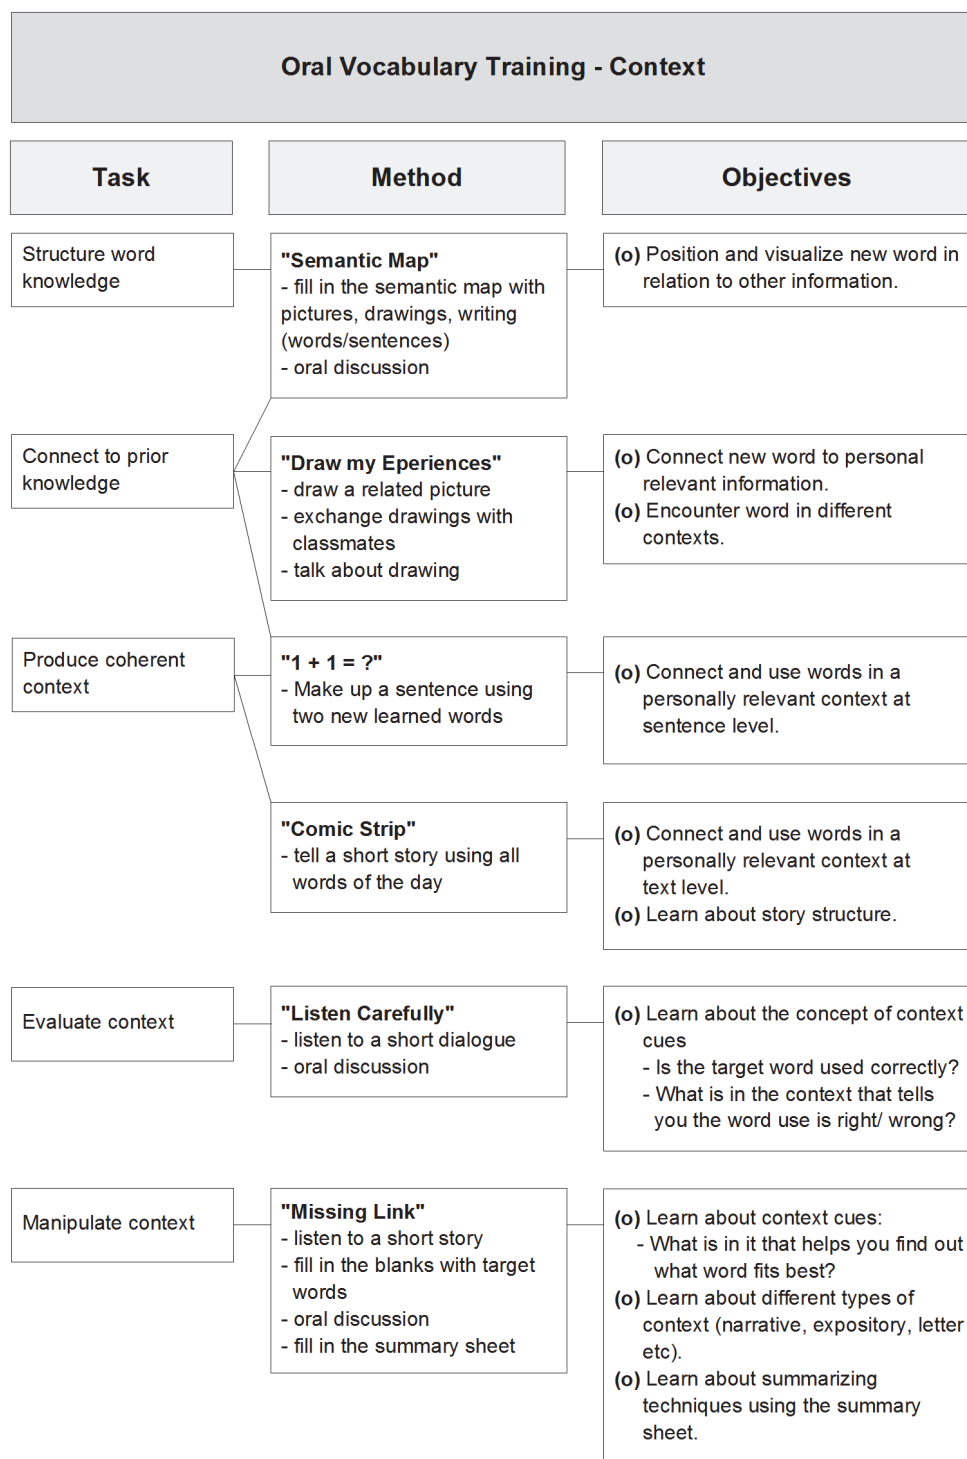 Oral Vocabulary Training - Context
Task
Method
Objectives
Structure word
knowledge
"Semantic Map"
- fill in the semantic map with
pictures, drawings, writing
(words/sentences)
- oral discussion
(o) Position and visualize new word in
relation to other information.
Connect to prior
knowledge
"Draw my Eperiences"
- draw a related picture
- exchange drawings with
classmates
- talk about drawing
(o) Connect new word to personal
relevant information.
(o) Encounter word in different
contexts.
Produce coherent
context
"1 + 1 = ?"
- Make up a sentence using
two new learned words
(o) Connect and use words in a
personally relevant context at
sentence level.
"Comic Strip"
- tell a short story using all
words of the day
(o) Connect and use words in a
personally relevant context at
text level.
(o) Learn about story structure.
Evaluate context
"Listen Carefully"
- listen to a short dialogue
- oral discussion
(o) Learn about the concept of context
cues
- Is the target word used correctly?
- What is in the context that tells
you the word use is right/ wrong?
Manipulate context
"Missing Link"
- listen to a short story
- fill in the blanks with target
words
- oral discussion
- fill in the summary sheet
(o) Learn about context cues:
- What is in it that helps you find out
what word fits best?
(o) Learn about different types of
context (narrative, expository, letter
etc).
(o) Learn about summarizing
techniques using the summary
sheet.